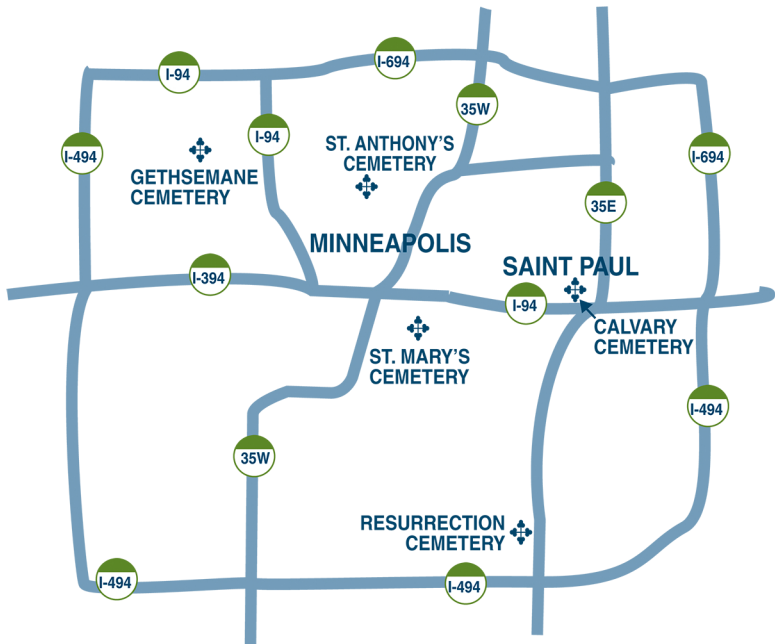 I-94
I-694
35W
I-94
I-494
ST. ANTHONY'S
CEMETERY
I-694
GETHSEMANE
CEMETERY
35E
MINNEAPOLIS
SAINT PAUL
I-394
I-94
CALVARY
CEMETERY
ST. MARY'S
CEMETERY
I-494
35W
RESURRECTION
CEMETERY
I-494
I-494